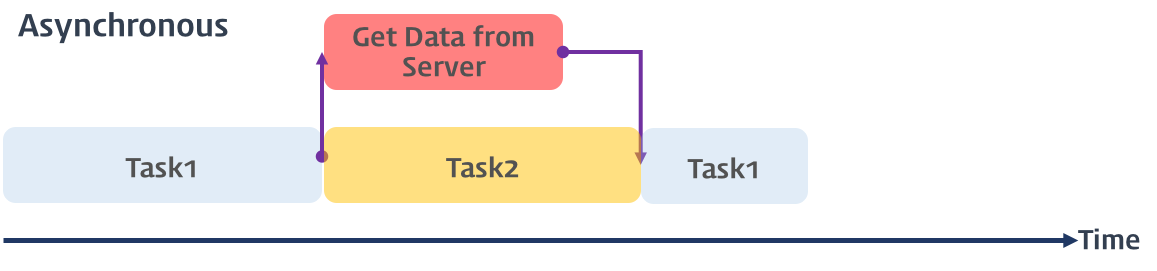 Asynchronous
Get Data from
Server
Task1
Task2
Task1
Time